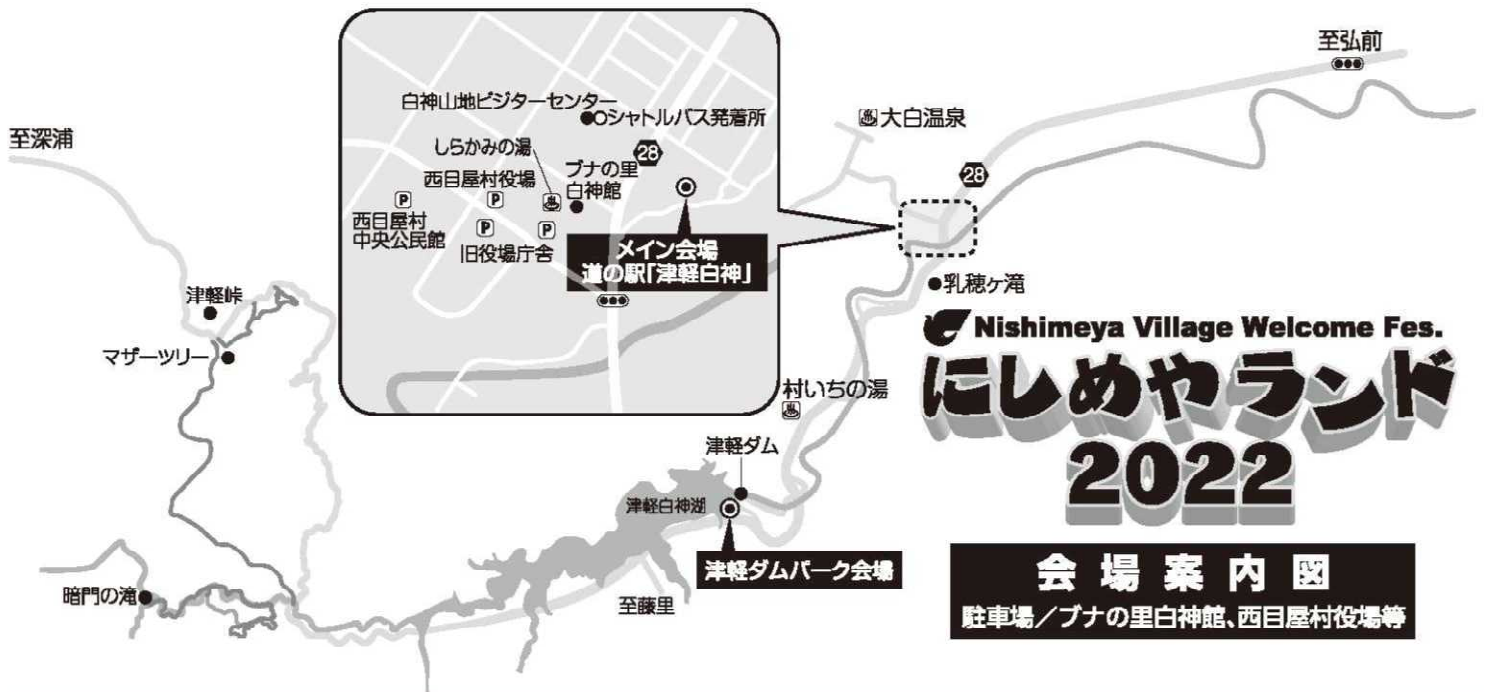 至弘前
白神山地ビジターセンター
シャトルバス発着所
大白温泉
至深浦
しらかみの湯
28
ブナの里
白神館
西目屋村役場
28
P
P
西目屋村
中央公民館
P
P
旧役場庁舎
メイン会場
道の駅「津軽白神」
乳穂ヶ滝
津軽峠
マザーツリー
Nishimeya Village Welcome Fes.
にしめやランド
2022
村いちの湯
津軽ダム
津軽白神湖
津軽ダムパーク会場
会場案内図
駐車場/ブナの里白神館、西目屋村役場等
暗門の滝
至藤里